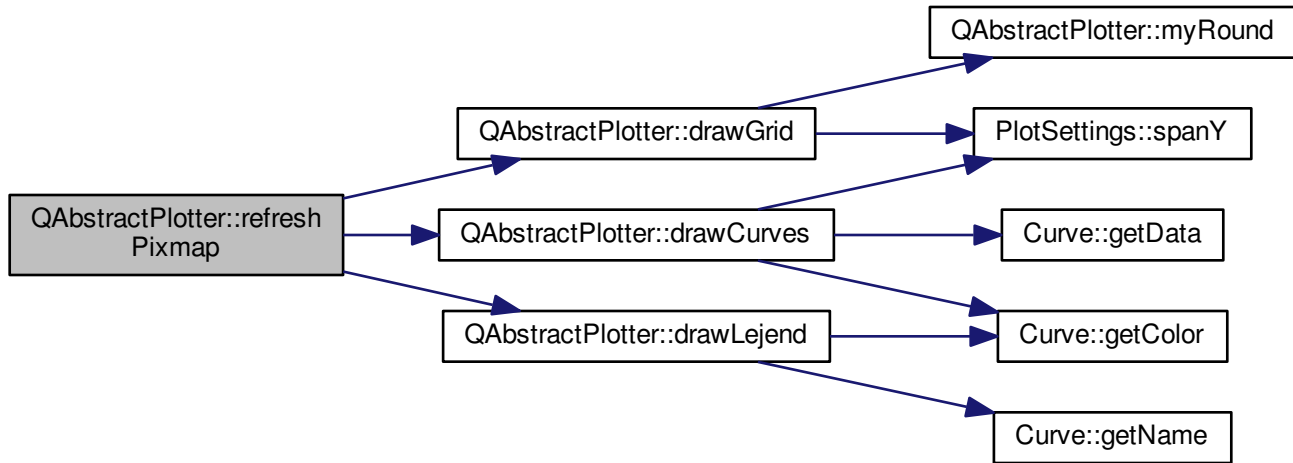 QAbstractPlotter::refresh
Pixmap
QAbstractPlotter::drawGrid
QAbstractPlotter::drawCurves
QAbstractPlotter::drawLejend
QAbstractPlotter::myRound
PlotSettings::spanY
Curve::getData
Curve::getColor
Curve::getName